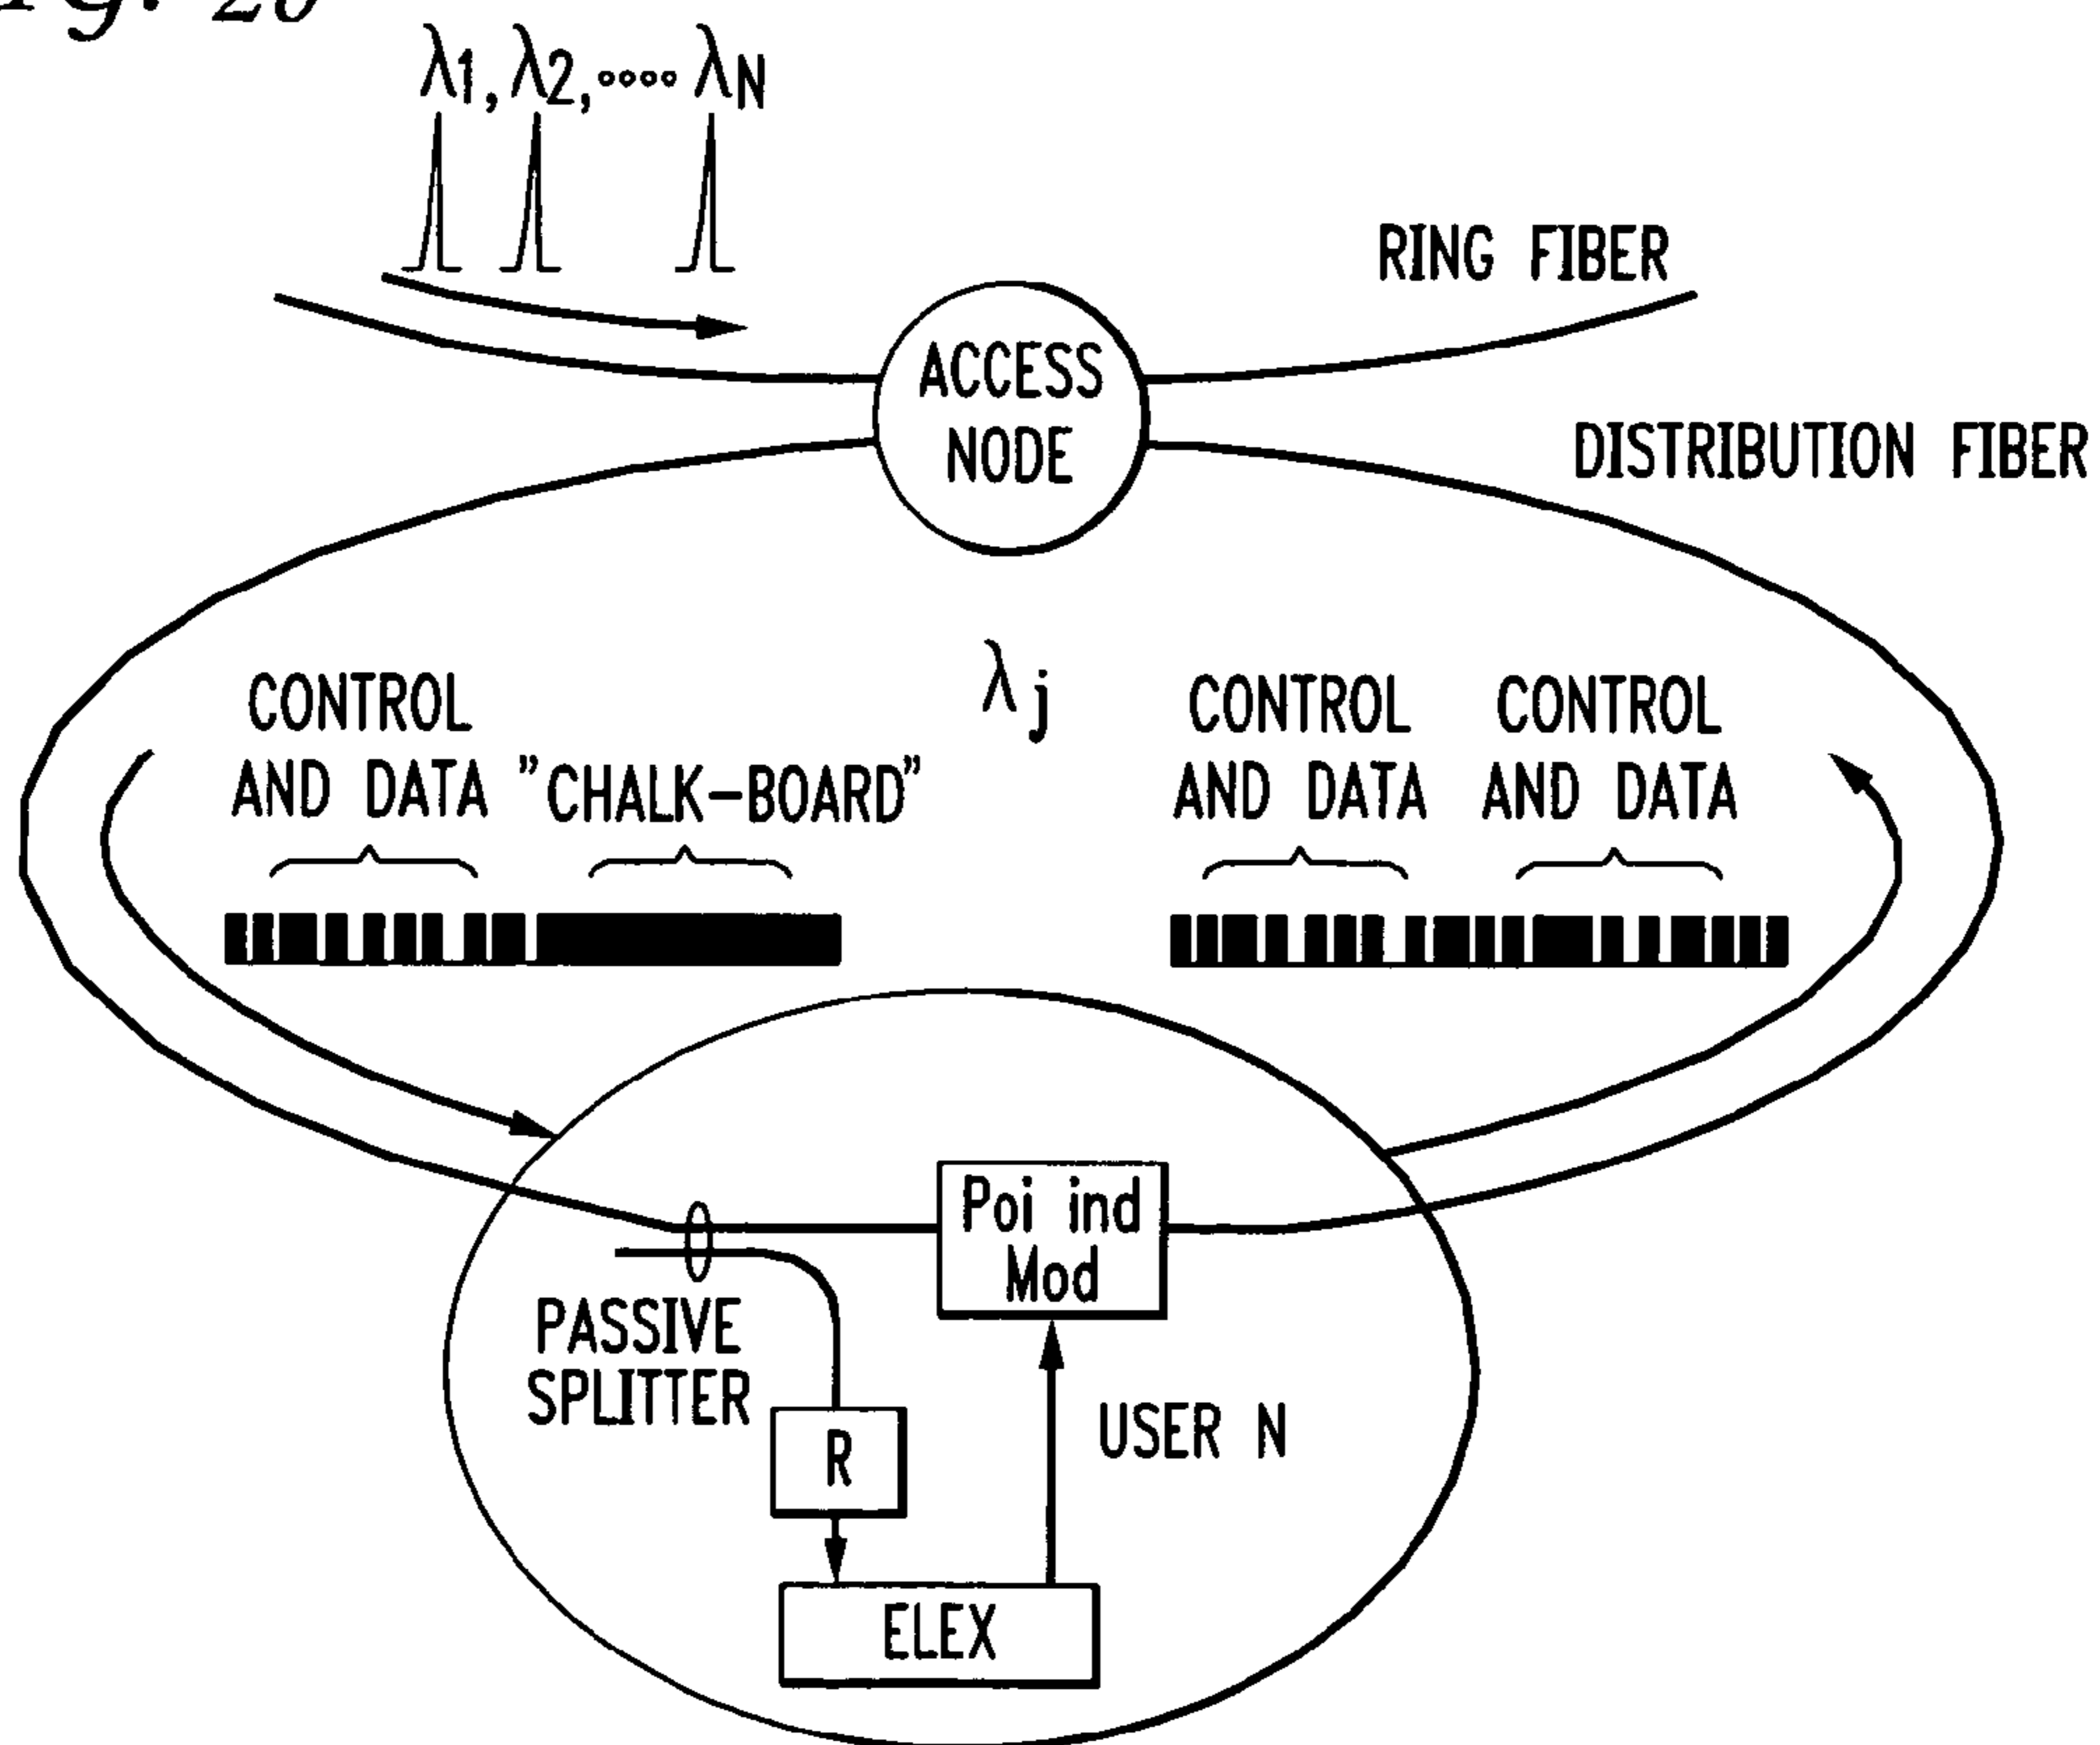 λ1, λ2, ∘∘∘∘ λN
RING FIBER
ACCESS
NODE
DISTRIBUTION FIBER
λj
CONTROL
AND DATA
"CHALK-BOARD"
CONTROL
AND DATA
CONTROL
AND DATA
Poi ind
Mod
PASSIVE
SPLITTER
R
USER N
ELEX